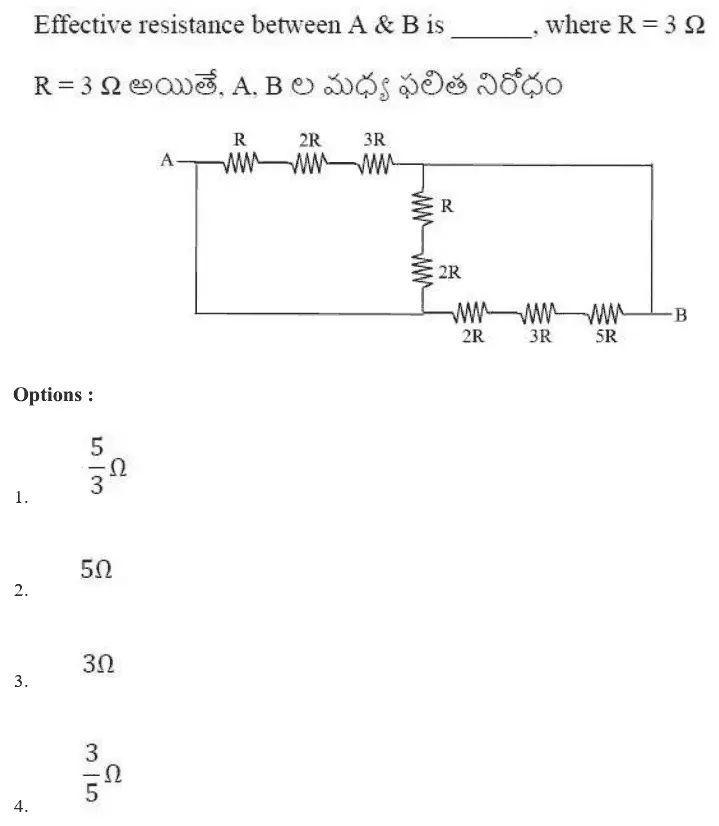 Effective resistance between A & B is ______, where R = 3 Ω
R = 3 Ω అయితే, A, B ల మధ్య ఫలిత నిరోధం
R 2R 3R
A
R
2R
B
2R 3R 5R
Options :
1. 5/3 Ω
2. 5Ω
3. 3Ω
4. 3/5 Ω